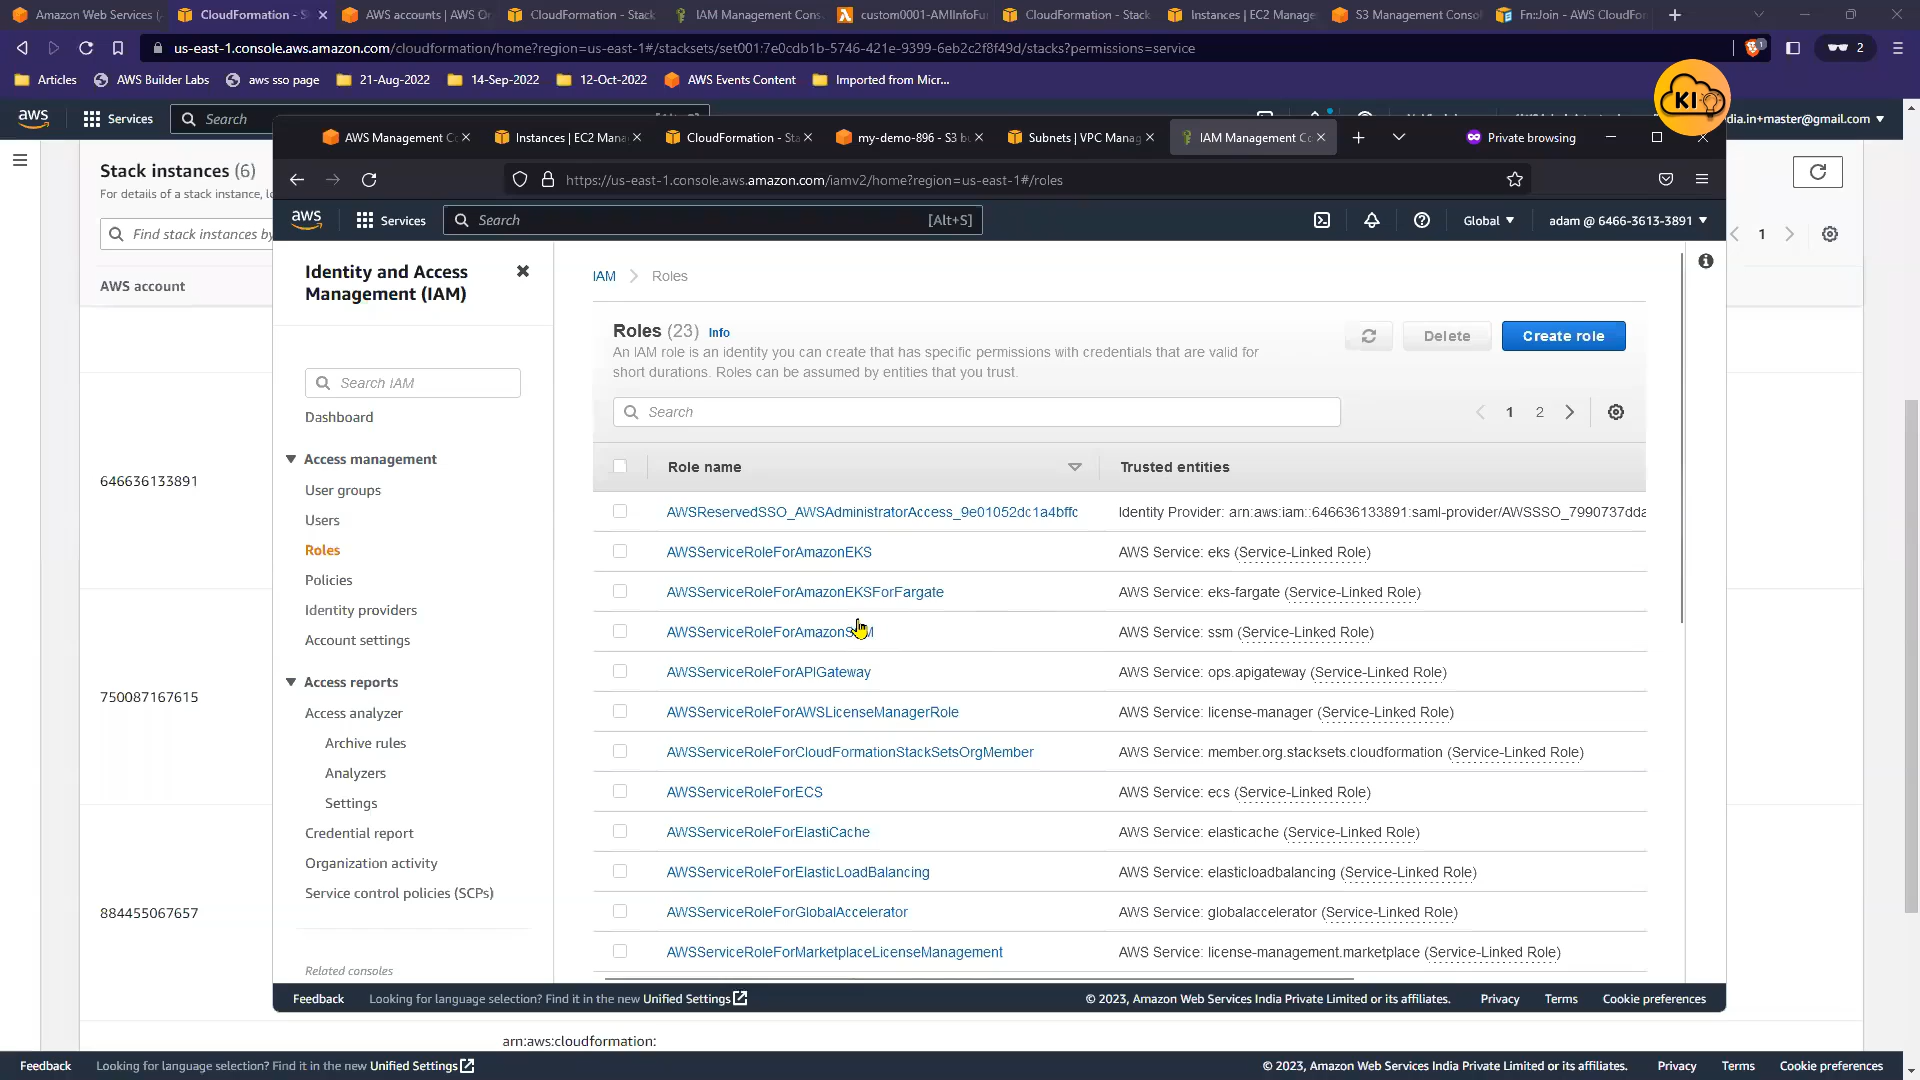 Amazon Web Services (
CloudFormation - S
AWS accounts | AWS Or
CloudFormation - Stack
IAM Management Cons
custom0001-AMIInfoFu
CloudFormation - Stack
Instances | EC2 Manage
S3 Management Consol
Fn::Join - AWS CloudFor
us-east-1.console.aws.amazon.com/cloudformation/home?region=us-east-1#/stacksets/set001:7e0cdb1b-5746-421e-9399-6eb2c2f8f49d/stacks?permissions=service
2
Articles
AWS Builder Labs
aws sso page
21-Aug-2022
14-Sep-2022
12-Oct-2022
AWS Events Content
Imported from Micr...
KI
aws
Services
Search
dia.in+master@gmail.com
Stack instances (6)
For details of a stack instance, lo
Find stack instances by
1
AWS account
646636133891
750087167615
884455067657
arn:aws:cloudformation:
AWS Management Co
Instances | EC2 Mana
CloudFormation - Sta
my-demo-896 - S3 bu
Subnets | VPC Manag
IAM Management Co
Private browsing
https://us-east-1.console.aws.amazon.com/iamv2/home?region=us-east-1#/roles
aws
Services
Search
[Alt+S]
Global
adam @ 6466-3613-3891
Identity and Access
Management (IAM)
Search IAM
Dashboard
Access management
User groups
Users
Roles
Policies
Identity providers
Account settings
Access reports
Access analyzer
Archive rules
Analyzers
Settings
Credential report
Organization activity
Service control policies (SCPs)
Related consoles
IAM
Roles
Roles (23) Info
An IAM role is an identity you can create that has specific permissions with credentials that are valid for
short durations. Roles can be assumed by entities that you trust.
Delete
Create role
Search
1 2
Role name
Trusted entities
AWSReservedSSO_AWSAdministratorAccess_9e01052dc1a4bffc
Identity Provider: arn:aws:iam::646636133891:saml-provider/AWSSSO_7990737dda
AWSServiceRoleForAmazonEKS
AWS Service: eks (Service-Linked Role)
AWSServiceRoleForAmazonEKSForFargate
AWS Service: eks-fargate (Service-Linked Role)
AWSServiceRoleForAmazonSSM
AWS Service: ssm (Service-Linked Role)
AWSServiceRoleForAPIGateway
AWS Service: ops.apigateway (Service-Linked Role)
AWSServiceRoleForAWSLicenseManagerRole
AWS Service: license-manager (Service-Linked Role)
AWSServiceRoleForCloudFormationStackSetsOrgMember
AWS Service: member.org.stacksets.cloudformation (Service-Linked Role)
AWSServiceRoleForECS
AWS Service: ecs (Service-Linked Role)
AWSServiceRoleForElastiCache
AWS Service: elasticache (Service-Linked Role)
AWSServiceRoleForElasticLoadBalancing
AWS Service: elasticloadbalancing (Service-Linked Role)
AWSServiceRoleForGlobalAccelerator
AWS Service: globalaccelerator (Service-Linked Role)
AWSServiceRoleForMarketplaceLicenseManagement
AWS Service: license-management.marketplace (Service-Linked Role)
Feedback
Looking for language selection? Find it in the new Unified Settings
© 2023, Amazon Web Services India Private Limited or its affiliates.
Privacy
Terms
Cookie preferences
Feedback
Looking for language selection? Find it in the new Unified Settings
© 2023, Amazon Web Services India Private Limited or its affiliates.
Privacy
Terms
Cookie preferences